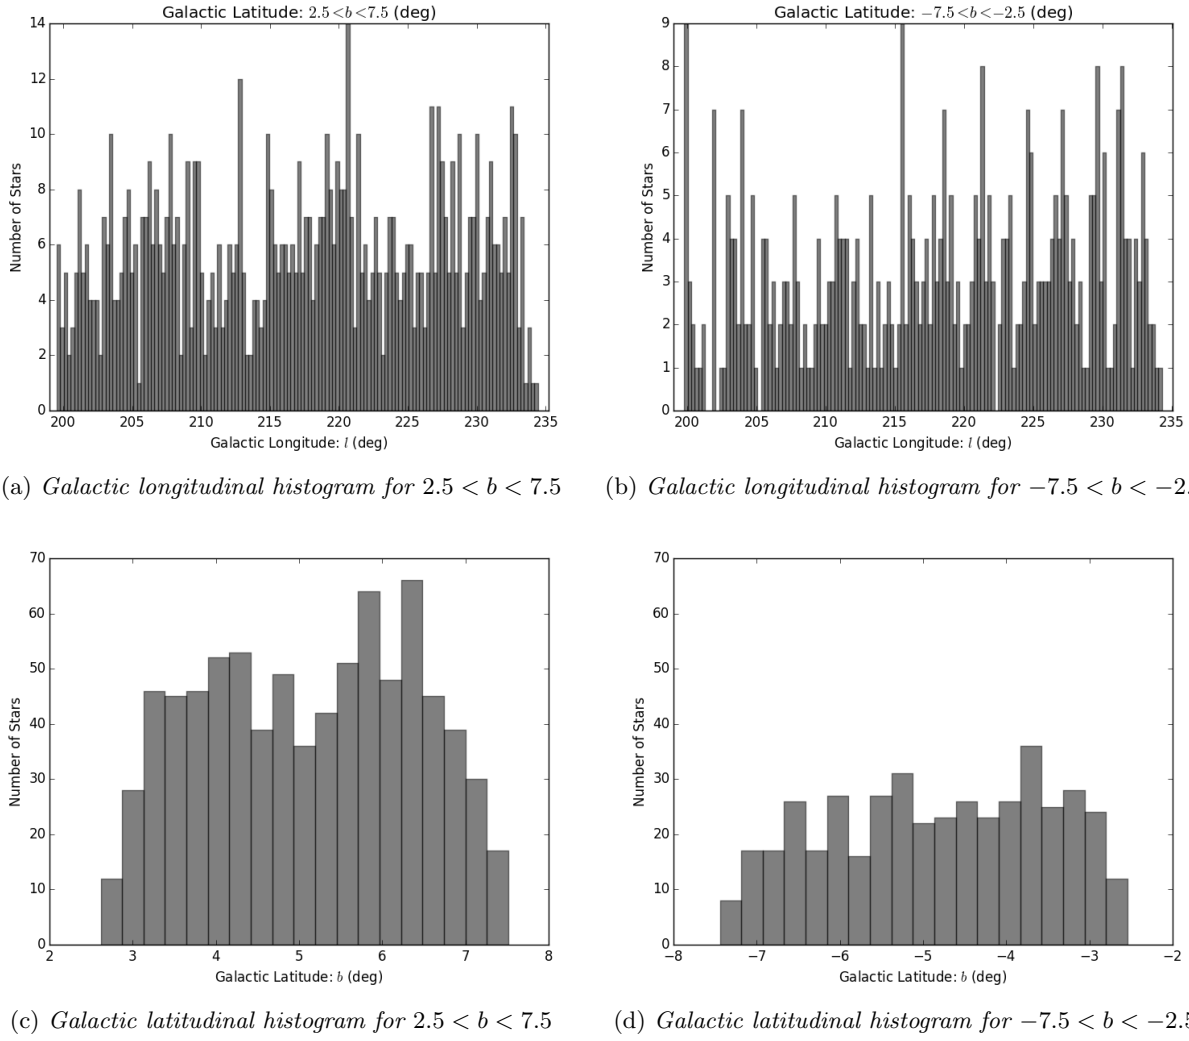 Galactic Latitude: 2.5<b<7.5 (deg)
14
12
10
8
6
4
2
0
Number of Stars
200 205 210 215 220 225 230 235
Galactic Longitude: l (deg)
(a) Galactic longitudinal histogram for 2.5 < b < 7.5
Galactic Latitude: −7.5<b<−2.5 (deg)
9
8
7
6
5
4
3
2
1
0
Number of Stars
200 205 210 215 220 225 230 235
Galactic Longitude: l (deg)
(b) Galactic longitudinal histogram for −7.5 < b < −2.5
70
60
50
40
30
20
10
0
Number of Stars
2 3 4 5 6 7 8
Galactic Latitude: b (deg)
(c) Galactic latitudinal histogram for 2.5 < b < 7.5
70
60
50
40
30
20
10
0
Number of Stars
−8 −7 −6 −5 −4 −3 −2
Galactic Latitude: b (deg)
(d) Galactic latitudinal histogram for −7.5 < b < −2.5